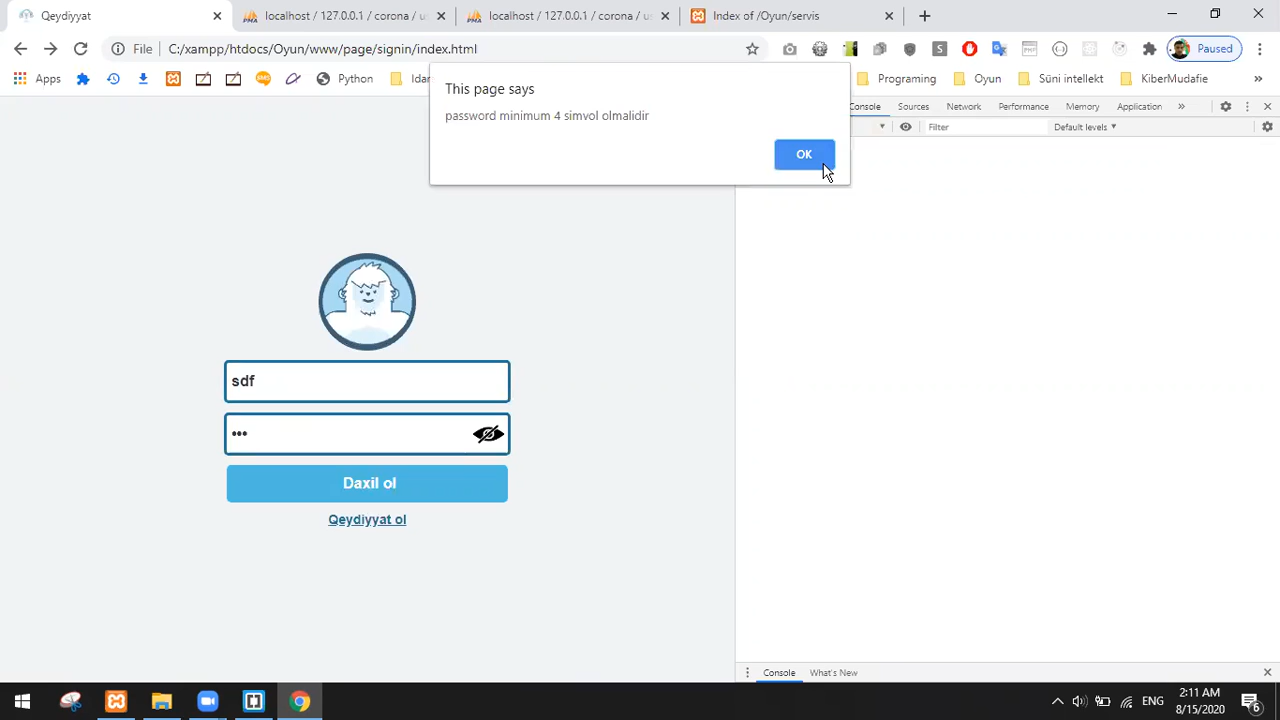 Qeydiyyat
localhost / 127.0.0.1 / corona / u
localhost / 127.0.0.1 / corona / us
Index of /Oyun/servis
File
C:/xampp/htdocs/Oyun/www/page/signin/index.html
Paused
Apps
Python
Idar
Programing
Oyun
Süni intellekt
KiberMudafie
»
This page says
password minimum 4 simvol olmalidir
OK
Console
Sources
Network
Performance
Memory
Application
»
Filter
Default levels
sdf
•••
Daxil ol
Qeydiyyat ol
Console
What's New
ENG
2:11 AM
8/15/2020
6